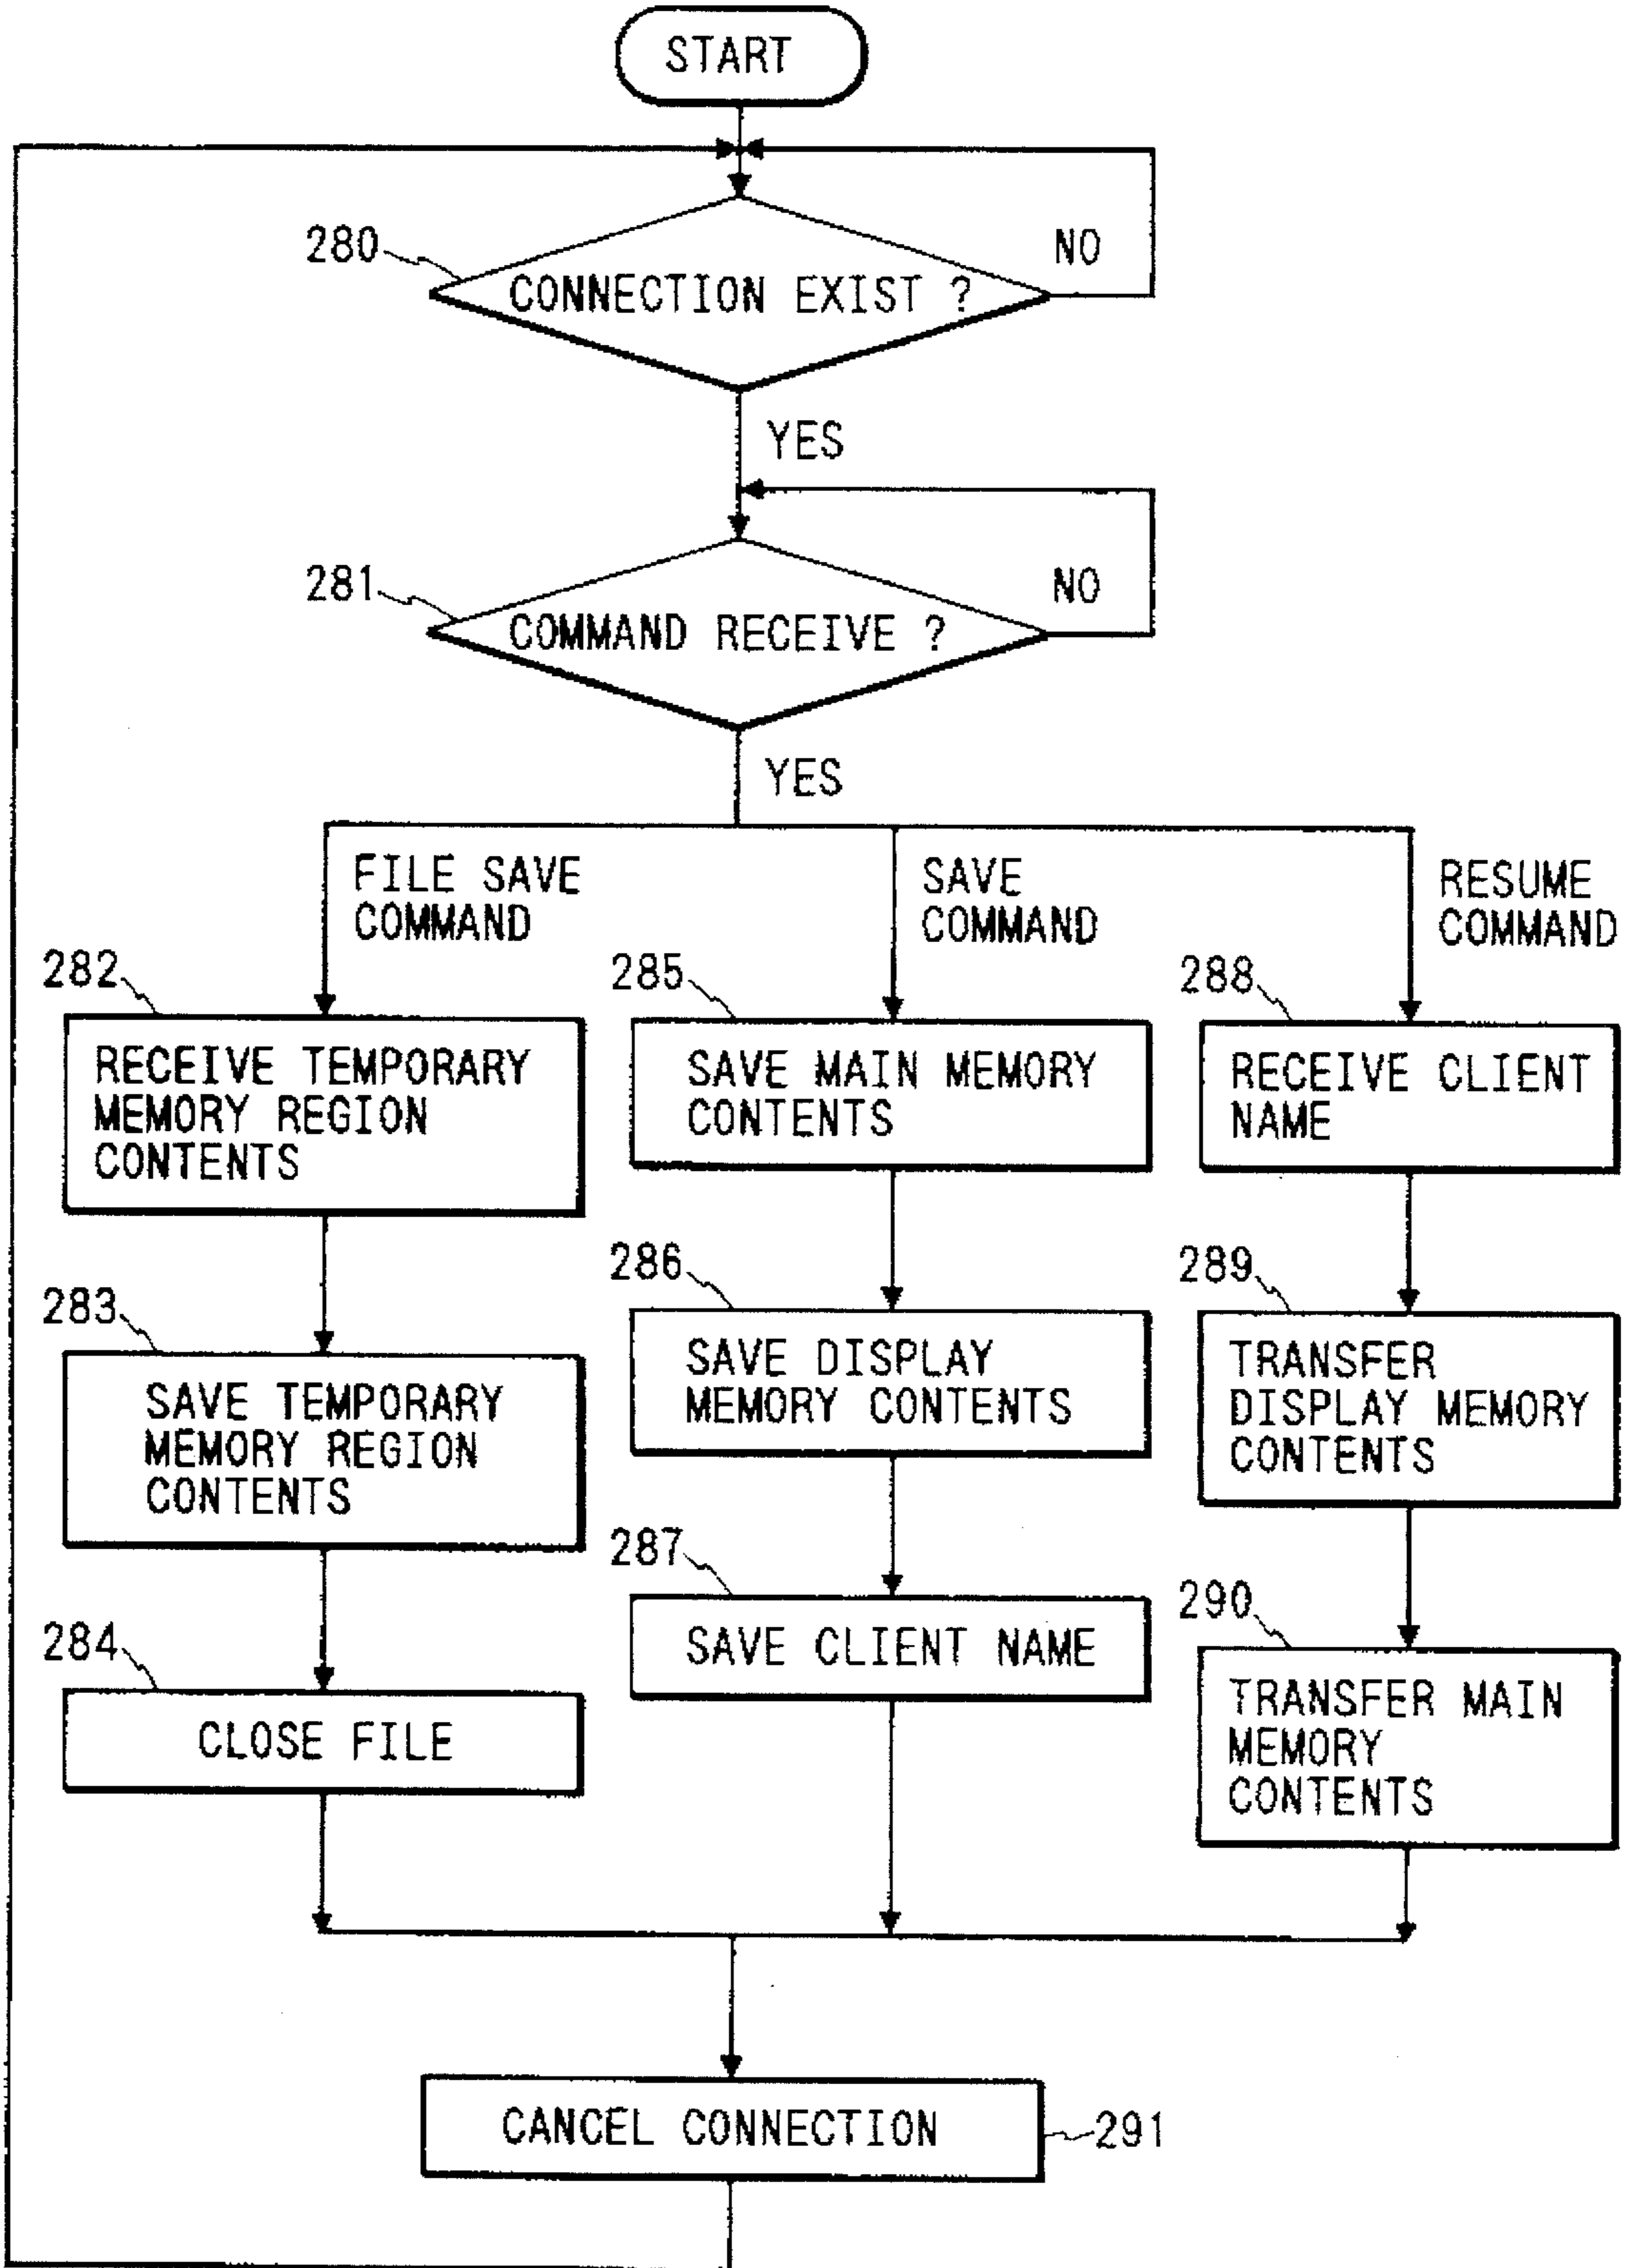 START
280
CONNECTION EXIST ?
NO
YES
281
COMMAND RECEIVE ?
NO
YES
FILE SAVE
COMMAND
SAVE
COMMAND
RESUME
COMMAND
282
RECEIVE TEMPORARY
MEMORY REGION
CONTENTS
283
SAVE TEMPORARY
MEMORY REGION
CONTENTS
284
CLOSE FILE
285
SAVE MAIN MEMORY
CONTENTS
286
SAVE DISPLAY
MEMORY CONTENTS
287
SAVE CLIENT NAME
288
RECEIVE CLIENT
NAME
289
TRANSFER
DISPLAY MEMORY
CONTENTS
290
TRANSFER MAIN
MEMORY
CONTENTS
CANCEL CONNECTION
291